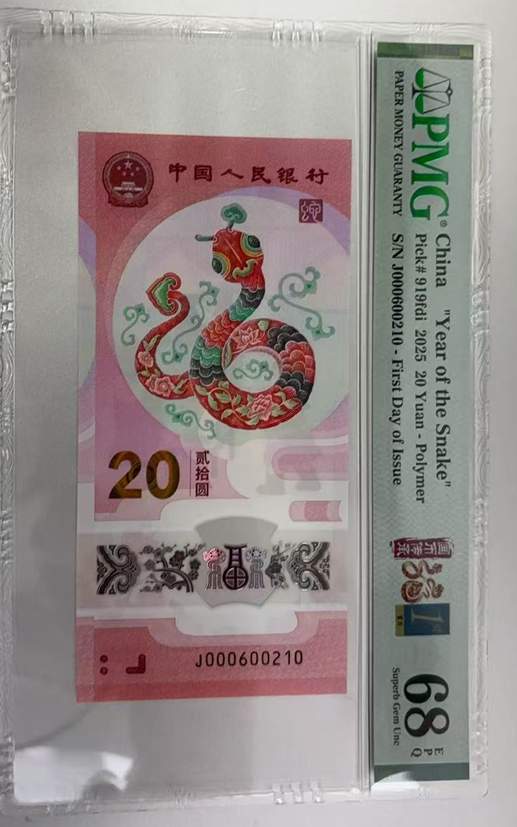 中国人民银行
20
贰拾圆
J000600210
PMG®
PAPER MONEY GUARANTY
China "Year of the Snake"
Pick# 919fdi 2025 20 Yuan - Polymer
S/N J000600210 - First Day of Issue
68
EPQ
Superb Gem Unc